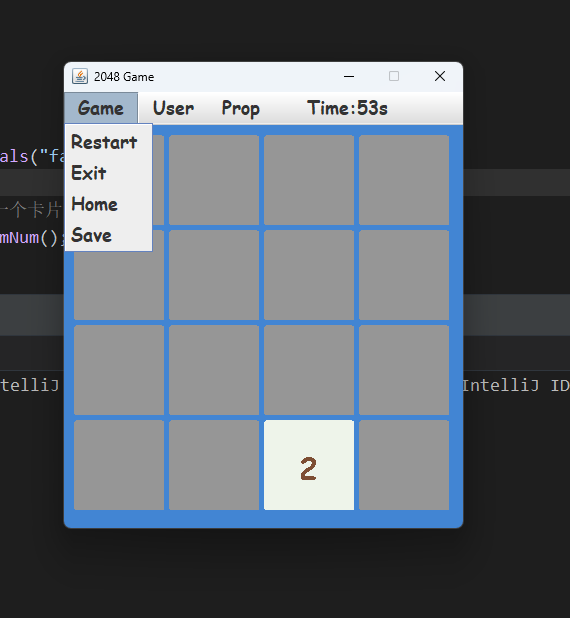 2048 Game
Game User Prop Time:53s
Restart
als("fa
Exit
Home
一个卡片
Save
mNum();
telliJ
IntelliJ ID
2